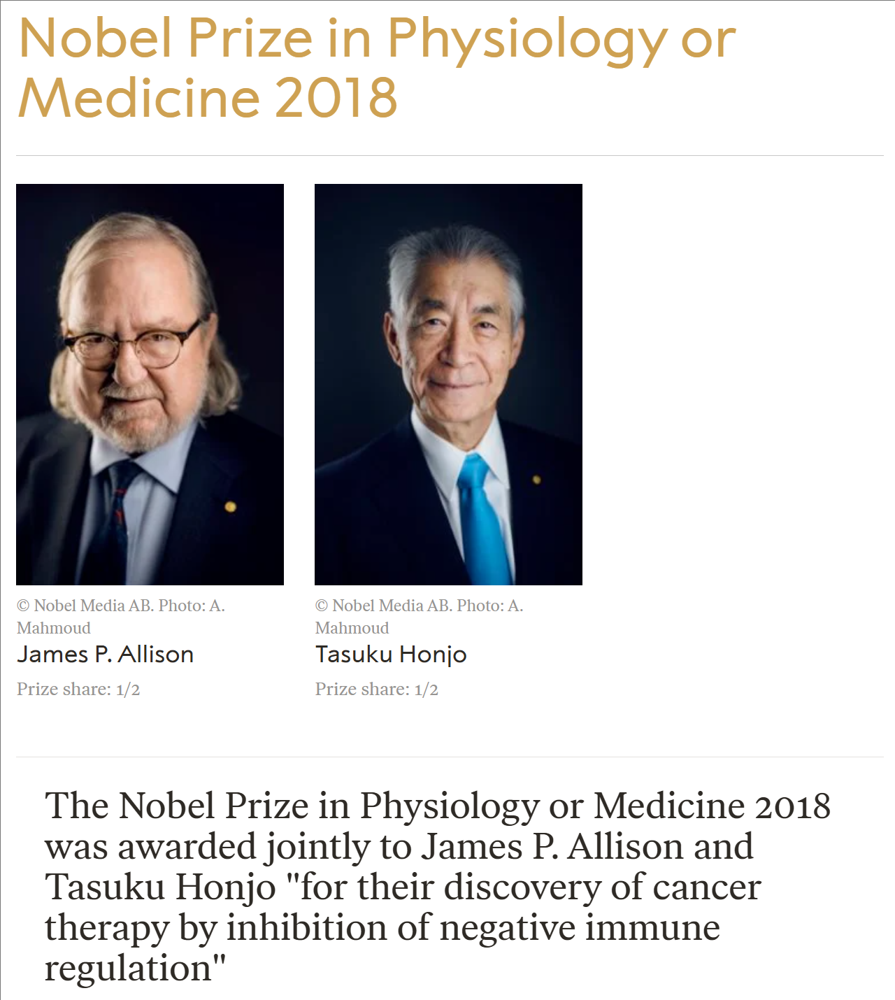 Nobel Prize in Physiology or
Medicine 2018
© Nobel Media AB. Photo: A.
Mahmoud
James P. Allison
Prize share: 1/2
© Nobel Media AB. Photo: A.
Mahmoud
Tasuku Honjo
Prize share: 1/2
The Nobel Prize in Physiology or Medicine 2018
was awarded jointly to James P. Allison and
Tasuku Honjo "for their discovery of cancer
therapy by inhibition of negative immune
regulation"